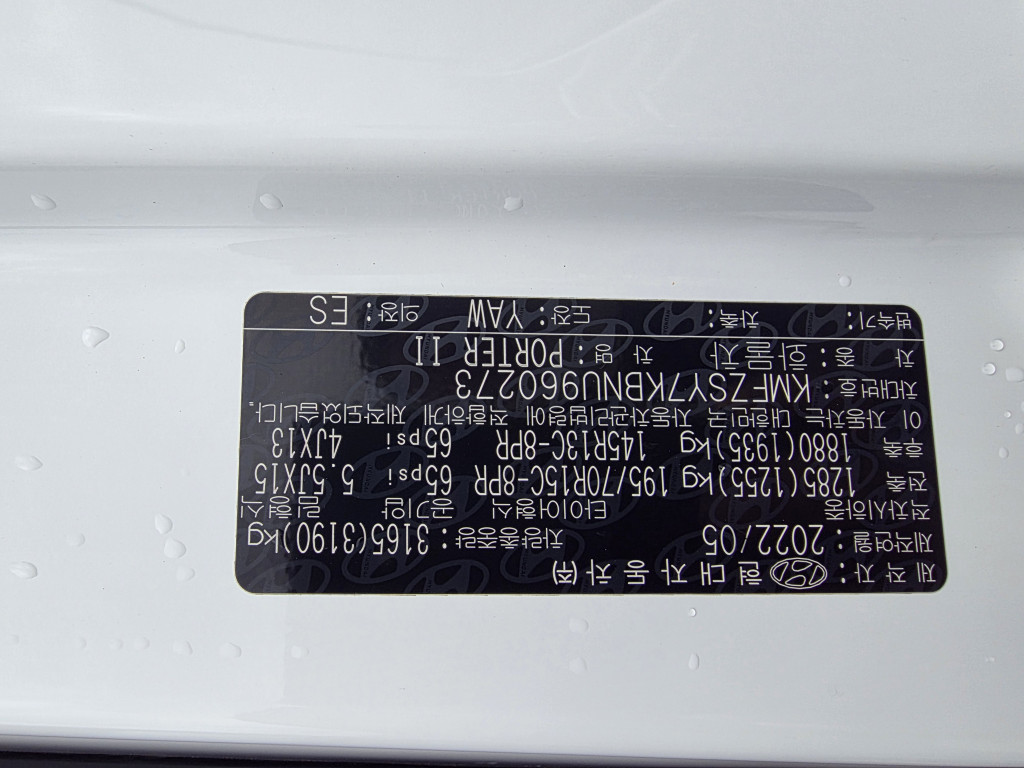 제 작 자 : 현 대 자 동 차 (주)
제작연월 : 2022/05 차량총중량 : 3165(3190)kg
적차시하중 타이어형식 공기압 림형식
전축 1285(1255)kg 195/70R15C-8PR 65psi 5.5JX15
후축 1880(1935)kg 145R13C-8PR 65psi 4JX13
이 자동차는 대한민국 자동차관리법령에 적합하게 제작되었습니다.
차대번호 : KMFZSY7KBNU960273
차 종 : 화물차 차 명 : PORTER II
변속기 : 차축 : 도장 : YAW 의장 : ES